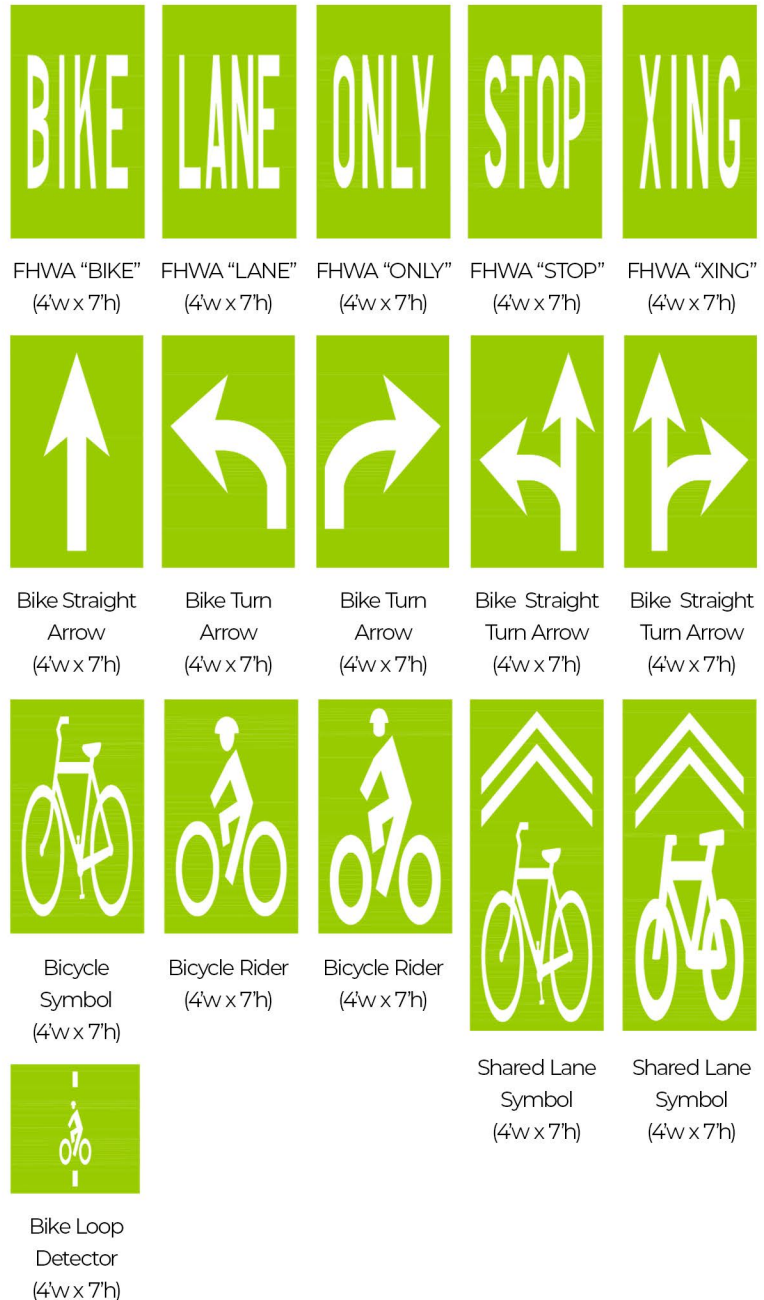 BIKE
LANE
ONLY
STOP
XING
FHWA “BIKE”
(4’w x 7’h)
FHWA “LANE”
(4’w x 7’h)
FHWA “ONLY”
(4’w x 7’h)
FHWA “STOP”
(4’w x 7’h)
FHWA “XING”
(4’w x 7’h)
Bike Straight
Arrow
(4’w x 7’h)
Bike Turn
Arrow
(4’w x 7’h)
Bike Turn
Arrow
(4’w x 7’h)
Bike Straight
Turn Arrow
(4’w x 7’h)
Bike Straight
Turn Arrow
(4’w x 7’h)
Bicycle
Symbol
(4’w x 7’h)
Bicycle Rider
(4’w x 7’h)
Bicycle Rider
(4’w x 7’h)
Shared Lane
Symbol
(4’w x 7’h)
Shared Lane
Symbol
(4’w x 7’h)
Bike Loop
Detector
(4’w x 7’h)